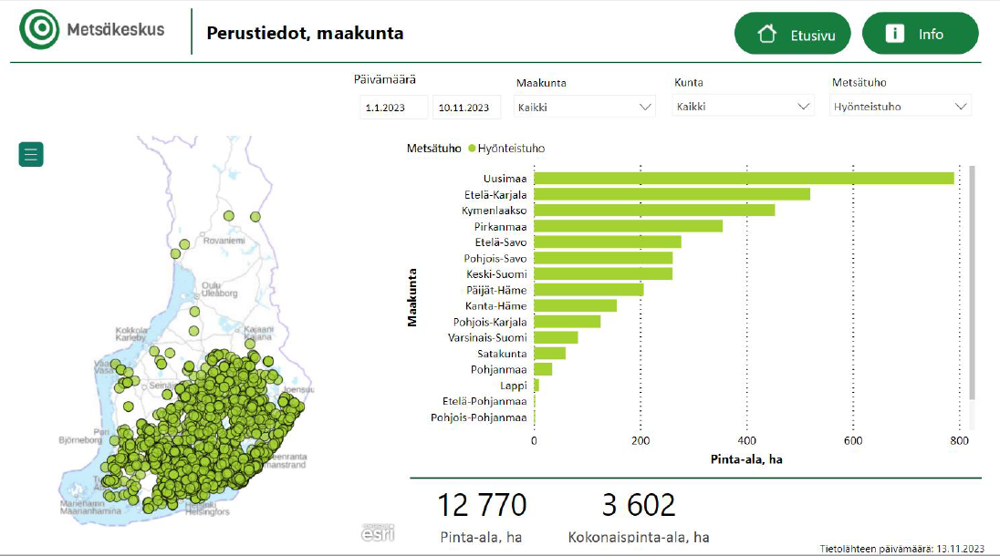 Metsäkeskus
Perustiedot, maakunta
Etusivu
Info
Päivämäärä
Maakunta
Kunta
Metsätuho
1.1.2023
10.11.2023
Kaikki
Kaikki
Hyönteistuho
Metsätuho Hyönteistuho
Maakunta
Uusimaa
Etelä-Karjala
Kymenlaakso
Pirkanmaa
Etelä-Savo
Pohjois-Savo
Keski-Suomi
Päijät-Häme
Kanta-Häme
Pohjois-Karjala
Varsinais-Suomi
Satakunta
Pohjanmaa
Lappi
Etelä-Pohjanmaa
Pohjois-Pohjanmaa
0 200 400 600 800
Pinta-ala, ha
Rovaniemi
Oulu
Uleåborg
Kokkola
Karleby
Kajaani
Kajana
Vaasa
Vasa
Seinäj
Joensuu
Pori
Björneborg
eenranta
manstrand
Tu
Mariehamn
Maarianhamina
Helsinki
Helsingfors
esri
12 770
Pinta-ala, ha
3 602
Kokonaispinta-ala, ha
Tietolähteen päivämäärä: 13.11.2023